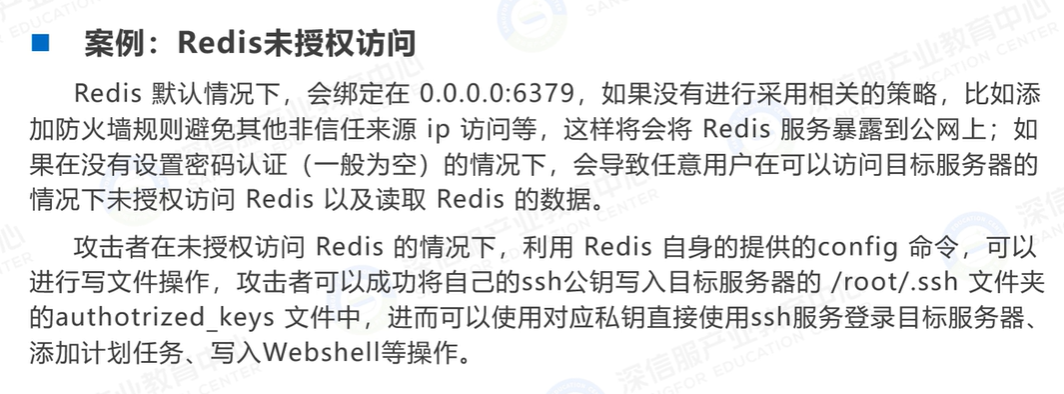 案例：Redis未授权访问
Redis 默认情况下，会绑定在 0.0.0.0:6379，如果没有进行采用相关的策略，比如添
加防火墙规则避免其他非信任来源 ip 访问等，这样将会将 Redis 服务暴露到公网上；如
果在没有设置密码认证（一般为空）的情况下，会导致任意用户在可以访问目标服务器的
情况下未授权访问 Redis 以及读取 Redis 的数据。
攻击者在未授权访问 Redis 的情况下，利用 Redis 自身的提供的config 命令，可以
进行写文件操作，攻击者可以成功将自己的ssh公钥写入目标服务器的 /root/.ssh 文件夹
的authotrized_keys 文件中，进而可以使用对应私钥直接使用ssh服务登录目标服务器、
添加计划任务、写入Webshell等操作。
深信服产业教育中心
SANGFOR EDUCATION CENTER